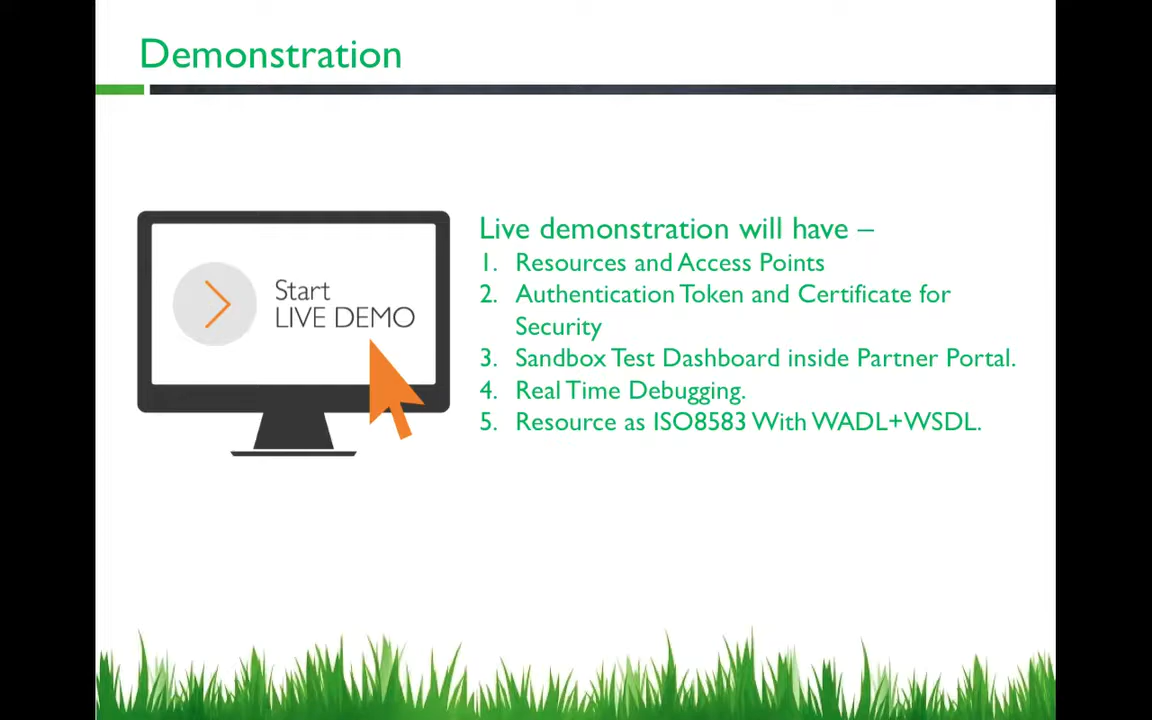 Demonstration
Start
LIVE DEMO
Live demonstration will have –
1. Resources and Access Points
2. Authentication Token and Certificate for
Security
3. Sandbox Test Dashboard inside Partner Portal.
4. Real Time Debugging.
5. Resource as ISO8583 With WADL+WSDL.